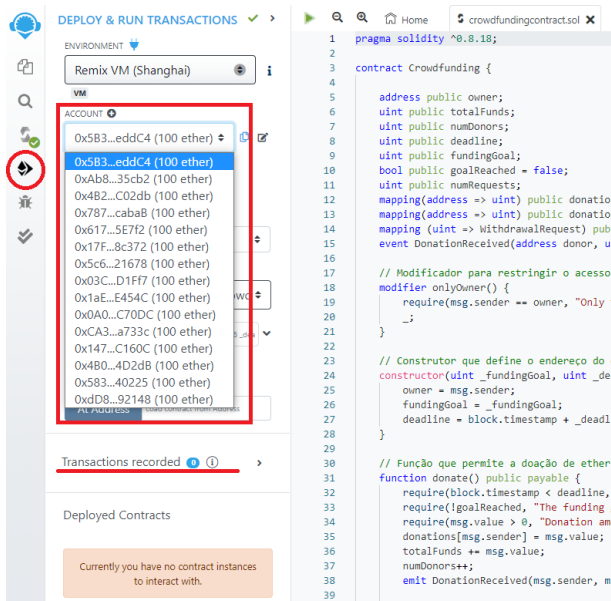 DEPLOY & RUN TRANSACTIONS
ENVIRONMENT
Remix VM (Shanghai)
VM
ACCOUNT
0x5B3...eddC4 (100 ether)
0x5B3...eddC4 (100 ether)
0xAb8...35cb2 (100 ether)
0x4B2...C02db (100 ether)
0x787...cabaB (100 ether)
0x617...5E7f2 (100 ether)
0x17F...8c372 (100 ether)
0x5c6...21678 (100 ether)
0x03C...D1Ff7 (100 ether)
0x1aE...E454C (100 ether)
0x0A0...C70DC (100 ether)
0xCA3...a733c (100 ether)
0x147...C160C (100 ether)
0x4B0...4D2dB (100 ether)
0x583...40225 (100 ether)
0xdD8...92148 (100 ether)
At Address Load contract from Address
Transactions recorded 0 i
Deployed Contracts
Currently you have no contract instances
to interact with.
Home crowdfundingcontract.sol
1 pragma solidity ^0.8.18;
2
3 contract Crowdfunding {
4
5 address public owner;
6 uint public totalFunds;
7 uint public numDonors;
8 uint public deadline;
9 uint public fundingGoal;
10 bool public goalReached = false;
11 uint public numRequests;
12 mapping(address => uint) public donatio
13 mapping(address => uint) public donatio
14 mapping (uint => WithdrawalRequest) pub
15 event DonationReceived(address donor, u
16
17 // Modificador para restringir o acesso
18 modifier onlyOwner() {
19 require(msg.sender == owner, "Only
20 _;
21 }
22
23 // Construtor que define o endereço do
24 constructor(uint _fundingGoal, uint _de
25 owner = msg.sender;
26 fundingGoal = _fundingGoal;
27 deadline = block.timestamp + _deadl
28 }
29
30 // Função que permite a doação de ether
31 function donate() public payable {
32 require(block.timestamp < deadline,
33 require(!goalReached, "The funding
34 require(msg.value > 0, "Donation am
35 donations[msg.sender] = msg.value;
36 totalFunds += msg.value;
37 numDonors++;
38 emit DonationReceived(msg.sender, m
39